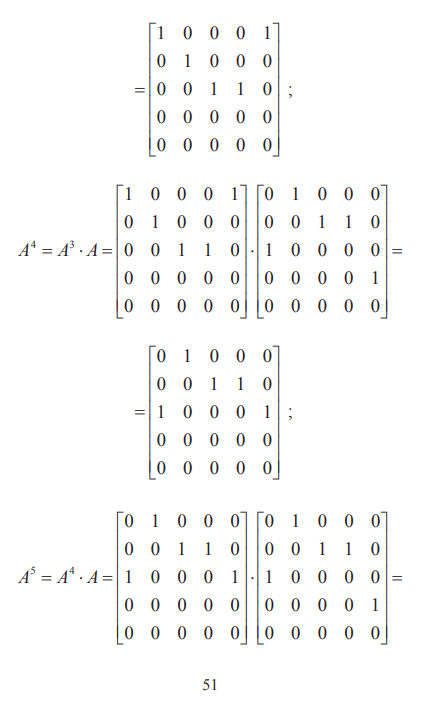 1 0 0 0 1
0 1 0 0 0
= 0 0 1 1 0 ;
0 0 0 0 0
0 0 0 0 0
1 0 0 0 1 0 1 0 0 0
0 1 0 0 0 0 0 1 1 0
A⁴ = A³ · A = 0 0 1 1 0 · 1 0 0 0 0 =
0 0 0 0 0 0 0 0 0 1
0 0 0 0 0 0 0 0 0 0
0 1 0 0 0
0 0 1 1 0
= 1 0 0 0 1 ;
0 0 0 0 0
0 0 0 0 0
0 1 0 0 0 0 1 0 0 0
0 0 1 1 0 0 0 1 1 0
A⁵ = A⁴ · A = 1 0 0 0 1 · 1 0 0 0 0 =
0 0 0 0 0 0 0 0 0 1
0 0 0 0 0 0 0 0 0 0
51